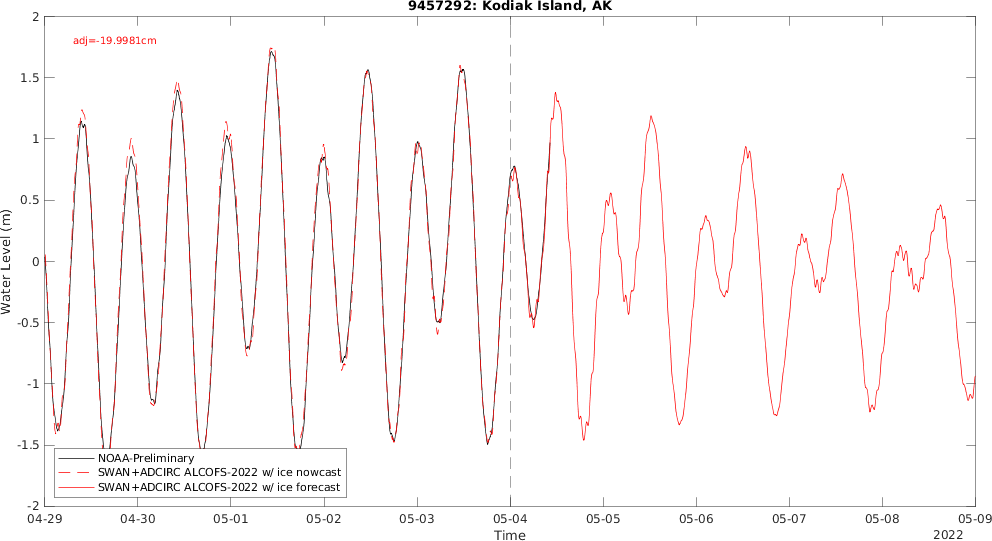 9457292: Kodiak Island, AK
adj=-19.9981cm
2
1.5
1
0.5
0
-0.5
-1
-1.5
-2
Water Level (m)
NOAA-Preliminary
SWAN+ADCIRC ALCOFS-2022 w/ ice nowcast
SWAN+ADCIRC ALCOFS-2022 w/ ice forecast
04-29 04-30 05-01 05-02 05-03 05-04 05-05 05-06 05-07 05-08 05-09
Time
2022